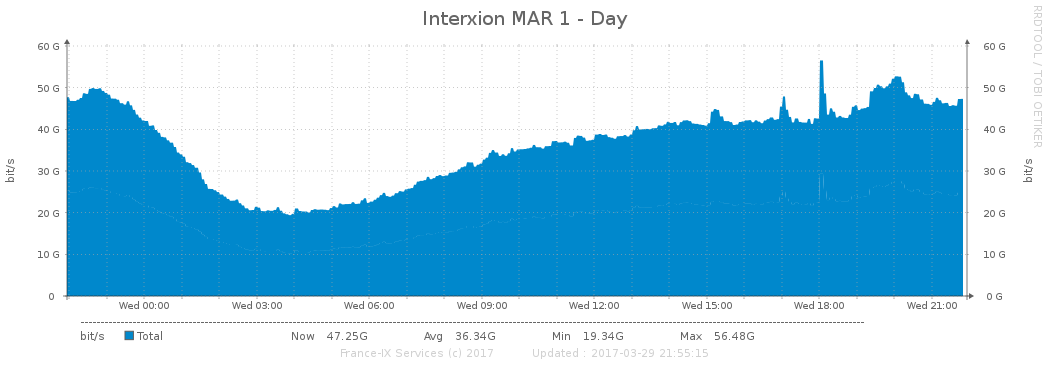 Interxion MAR 1 - Day
RRDTOOL / TOBI OETIKER
60 G 60 G
50 G 50 G
40 G 40 G
30 G 30 G
20 G 20 G
10 G 10 G
0 0 G
bit/s bit/s
Wed 00:00 Wed 03:00 Wed 06:00 Wed 09:00 Wed 12:00 Wed 15:00 Wed 18:00 Wed 21:00
bit/s Total Now 47.25G Avg 36.34G Min 19.34G Max 56.48G
France-IX Services (c) 2017 Updated : 2017-03-29 21:55:15